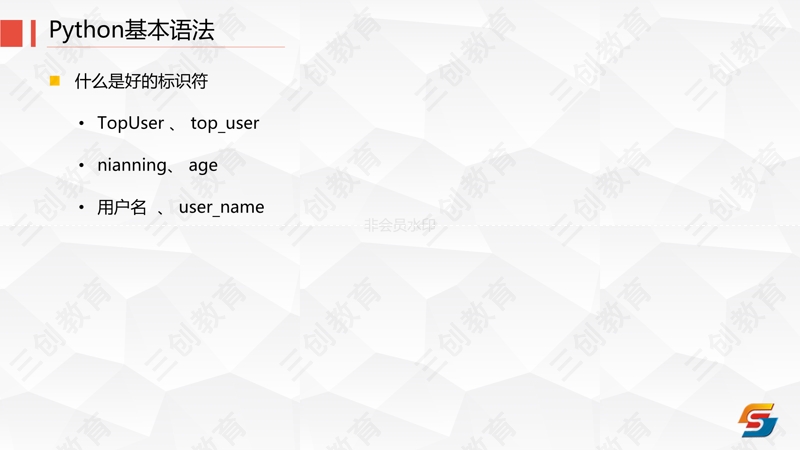 Python基本语法
什么是好的标识符
• TopUser 、 top_user
• nianning、 age
• 用户名 、 user_name
非会员水印
三创教育